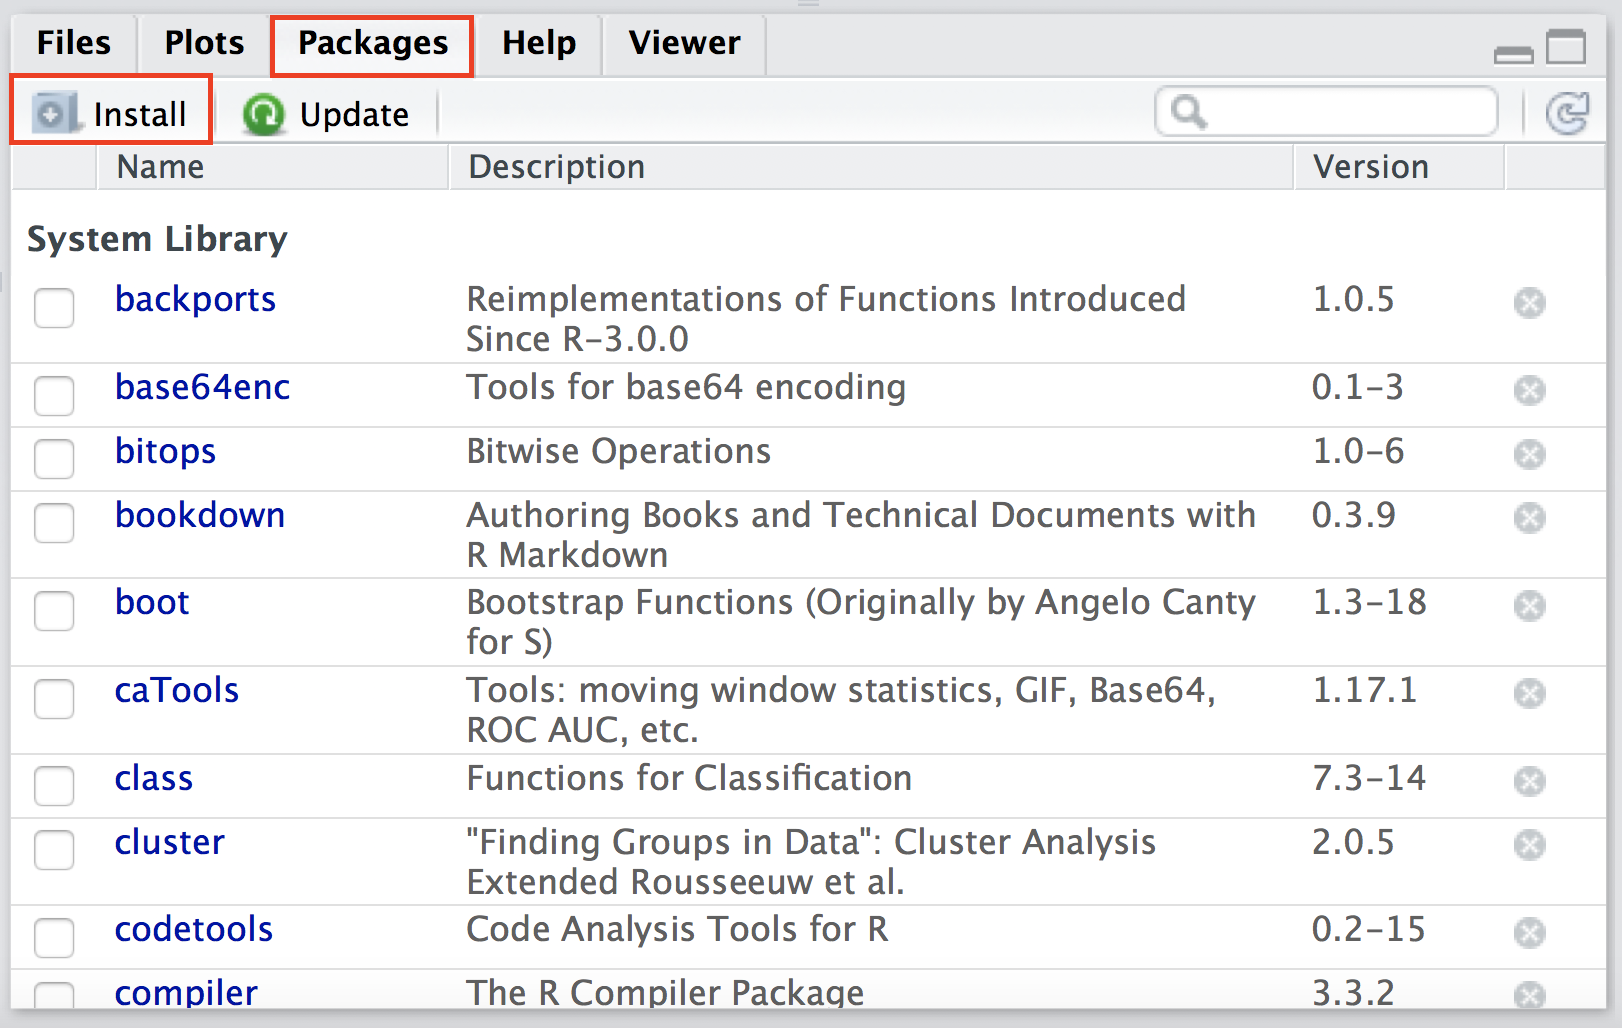 Files Plots Packages Help Viewer
Install Update
Name Description Version
System Library
backports Reimplementations of Functions Introduced 1.0.5
Since R-3.0.0
base64enc Tools for base64 encoding 0.1-3
bitops Bitwise Operations 1.0-6
bookdown Authoring Books and Technical Documents with 0.3.9
R Markdown
boot Bootstrap Functions (Originally by Angelo Canty 1.3-18
for S)
caTools Tools: moving window statistics, GIF, Base64, 1.17.1
ROC AUC, etc.
class Functions for Classification 7.3-14
cluster "Finding Groups in Data": Cluster Analysis 2.0.5
Extended Rousseeuw et al.
codetools Code Analysis Tools for R 0.2-15
compiler The R Compiler Package 3.3.2